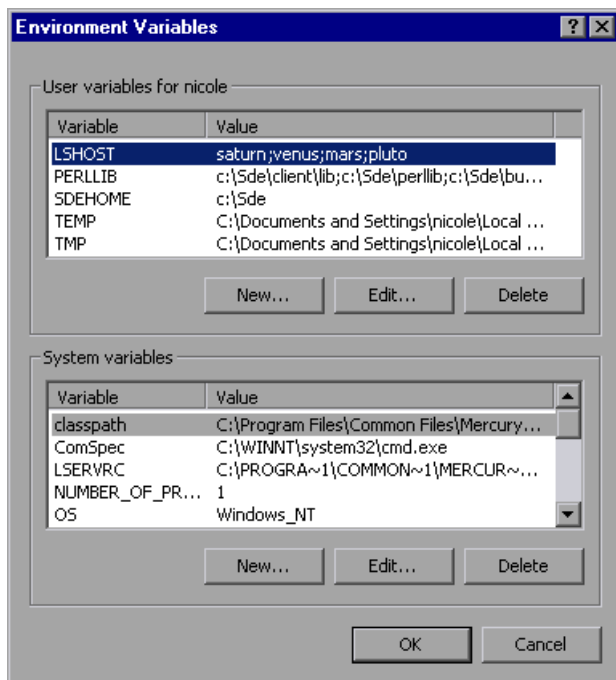 Environment Variables
User variables for nicole
Variable Value
LSHOST saturn;venus;mars;pluto
PERLLIB c:\Sde\client\lib;c:\Sde\perllib;c:\Sde\bu...
SDEHOME c:\Sde
TEMP C:\Documents and Settings\nicole\Local ...
TMP C:\Documents and Settings\nicole\Local ...
New... Edit... Delete
System variables
Variable Value
classpath C:\Program Files\Common Files\Mercury...
ComSpec C:\WINNT\system32\cmd.exe
LSERVRC C:\PROGRA~1\COMMON~1\MERCUR~...
NUMBER_OF_PR... 1
OS Windows_NT
New... Edit... Delete
OK Cancel